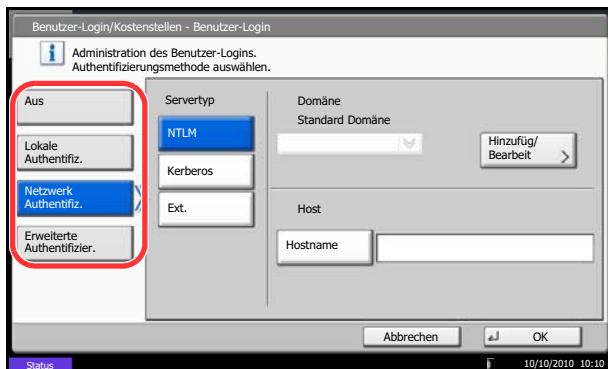 Benutzer-Login/Kostenstellen - Benutzer-Login
Administration des Benutzer-Logins.
Authentifizierungsmethode auswählen.
Aus
Lokale
Authentifiz.
Netzwerk
Authentifiz.
Erweiterte
Authentifizier.
Servertyp
NTLM
Kerberos
Ext.
Domäne
Standard Domäne
Hinzufüg/
Bearbeit
Host
Hostname
Abbrechen
OK
Status
10/10/2010 10:10